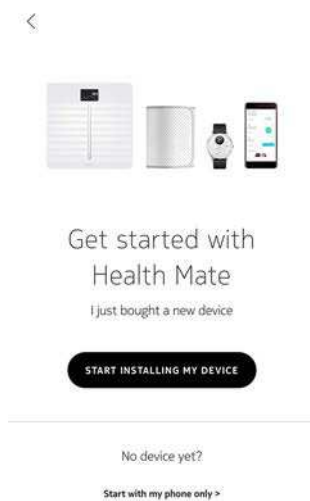 Get started with
Health Mate
I just bought a new device
START INSTALLING MY DEVICE
No device yet?
Start with my phone only >